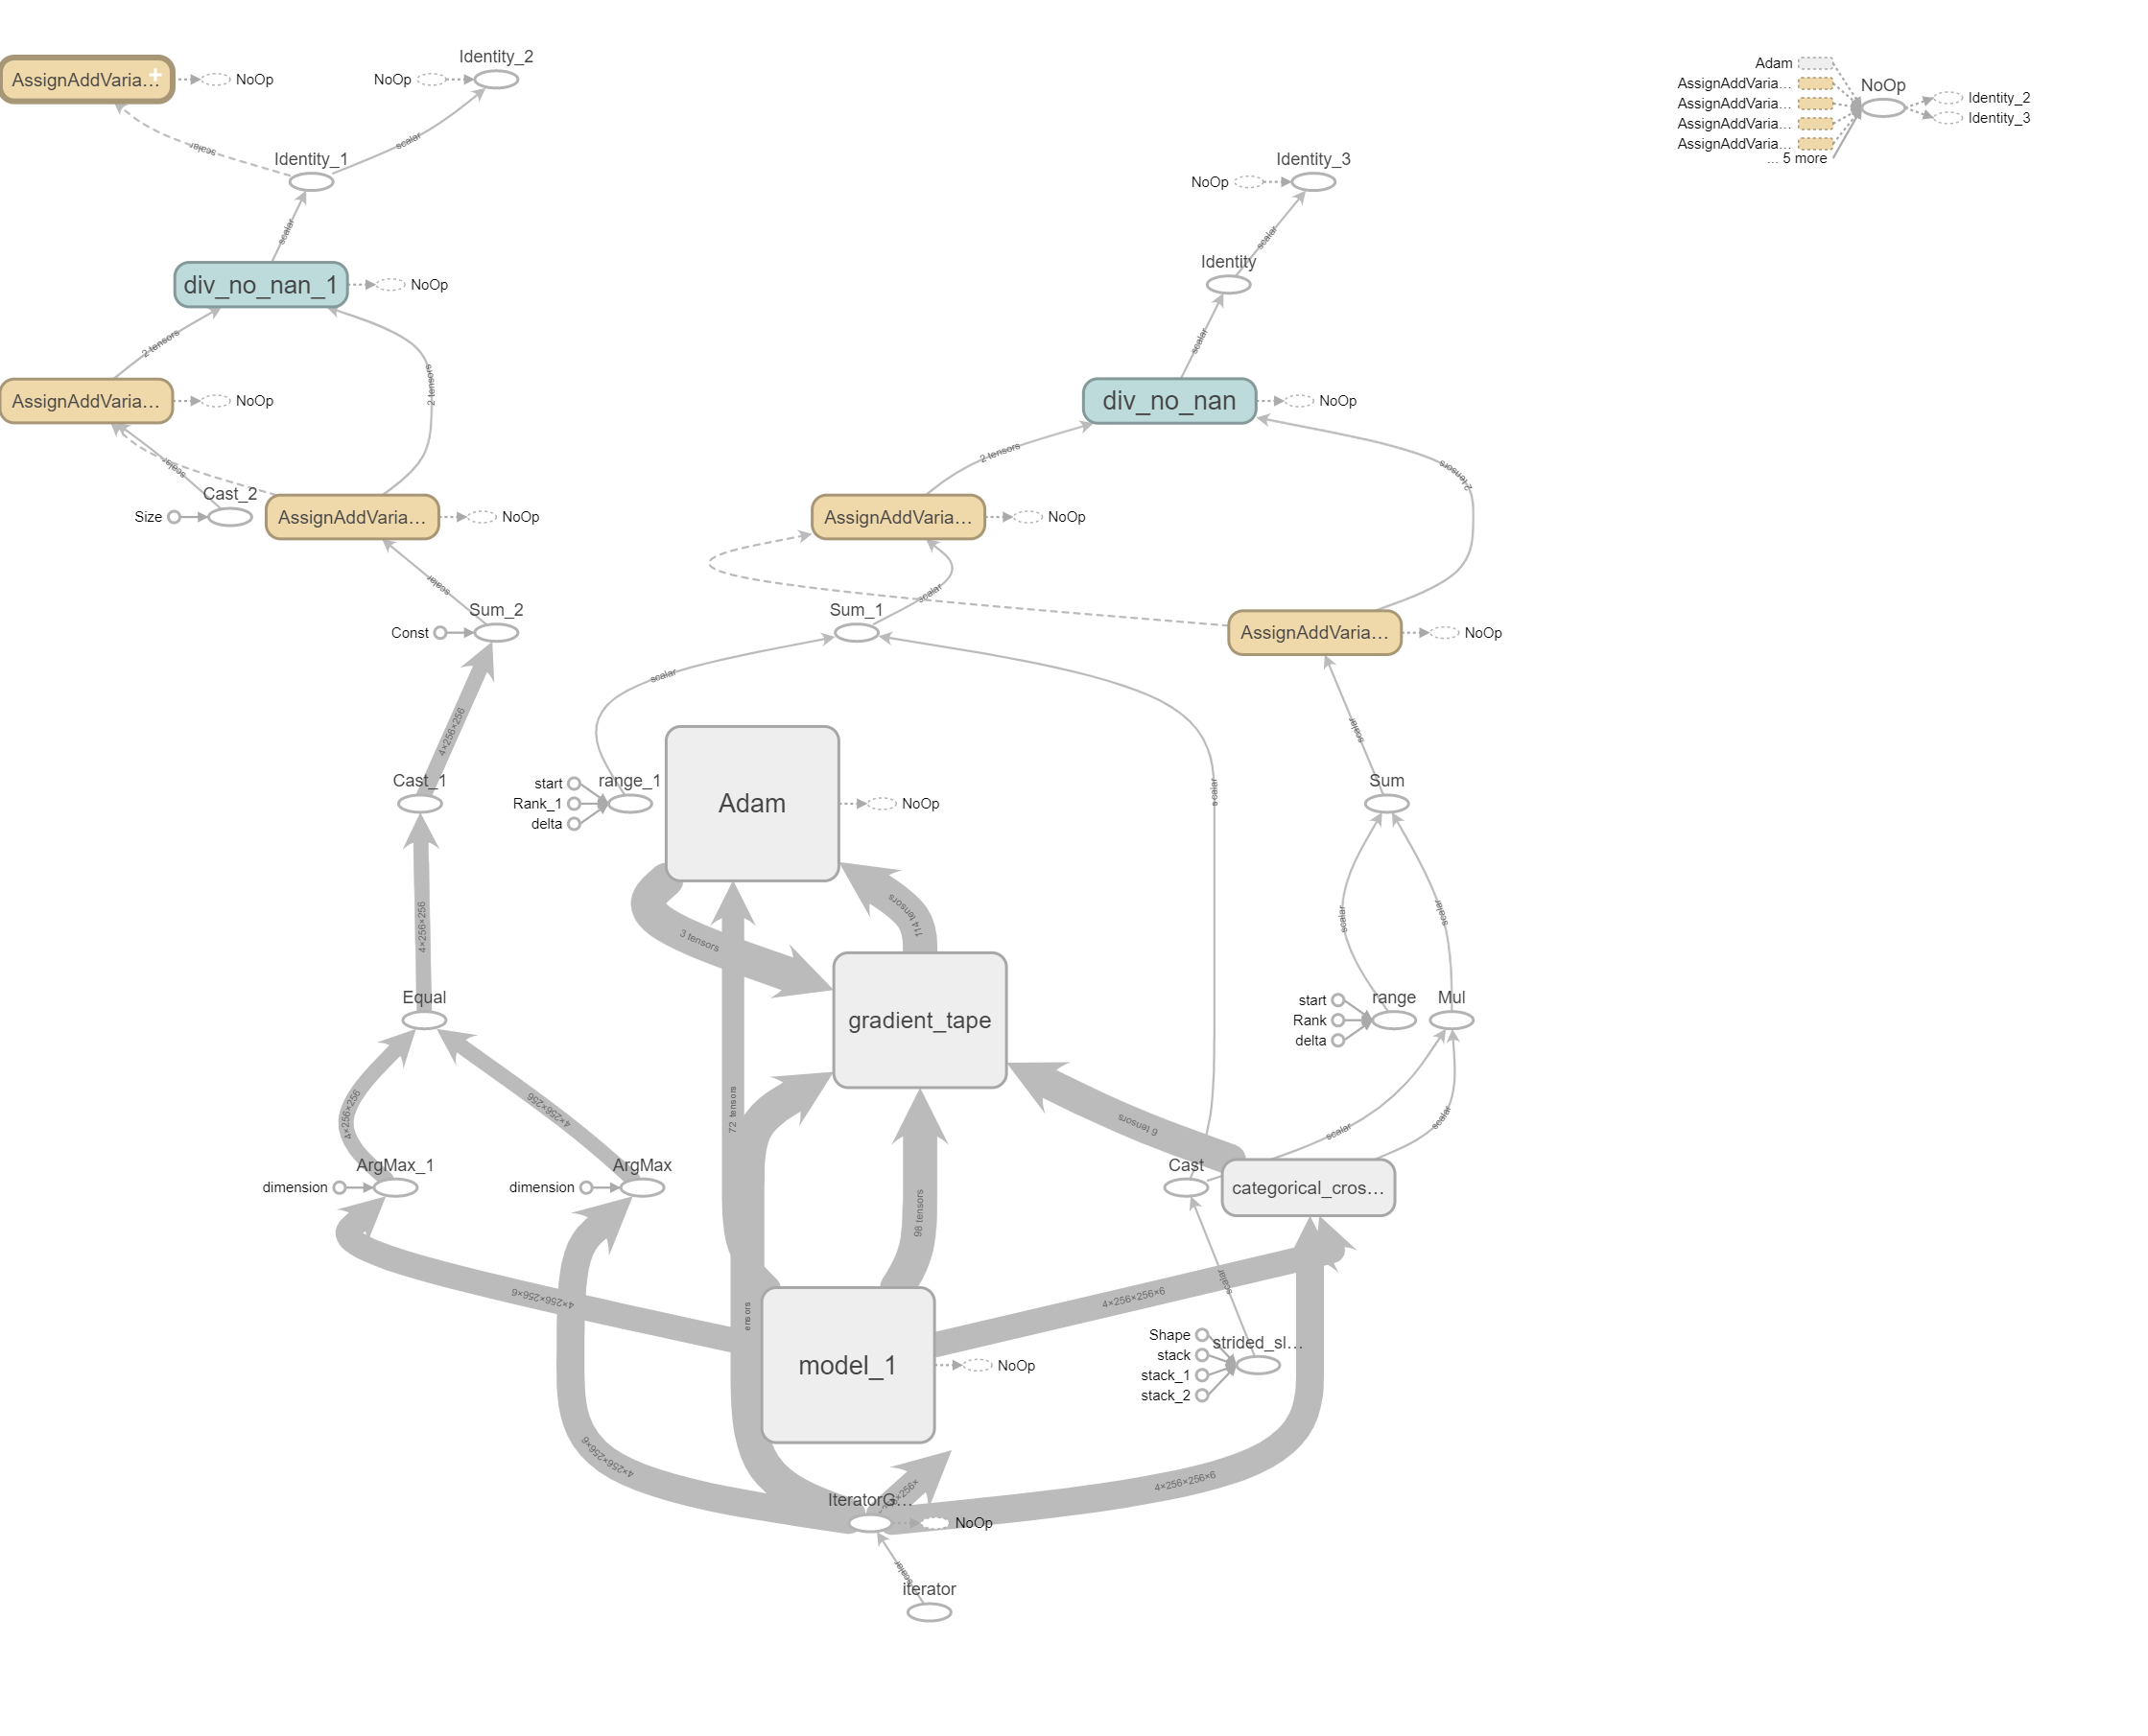 Identity_2
AssignAddVaria...
NoOp
NoOp
scalar
scalar
Identity_1
scalar
div_no_nan_1
NoOp
2 tensors
2 tensors
AssignAddVaria...
NoOp
scalar
Cast_2
Size
AssignAddVaria...
NoOp
scalar
Sum_2
Const
4×256×256
Cast_1
4×256×256
Equal
4×256×256
4×256×256
ArgMax_1
dimension
ArgMax
dimension
4×256×256×6
4×256×256×6
Identity_3
NoOp
scalar
Identity
scalar
div_no_nan
NoOp
2 tensors
2 tensors
AssignAddVaria...
NoOp
scalar
Sum_1
AssignAddVaria...
NoOp
scalar
scalar
range_1
start
Rank_1
delta
Adam
NoOp
scalar
scalar
Sum
3 tensors
114 tensors
scalar
scalar
gradient_tape
range
Mul
start
Rank
delta
72 tensors
6 tensors
scalar
scalar
98 tensors
Cast
categorical_cros...
scalar
ensors
4×256×256×6
model_1
NoOp
Shape
strided_sl...
stack
stack_1
stack_2
4×256×256×6
IteratorG...
NoOp
scalar
iterator
Adam
AssignAddVaria...
AssignAddVaria...
AssignAddVaria...
AssignAddVaria...
... 5 more
NoOp
Identity_2
Identity_3